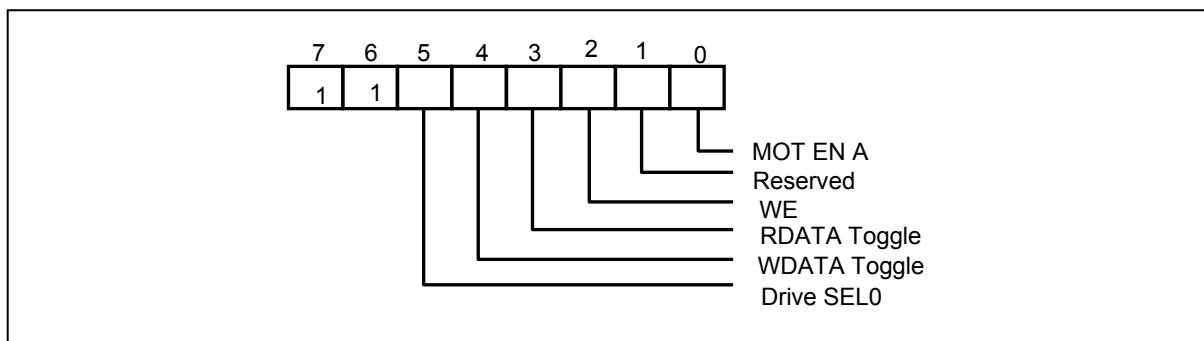 7 6 5 4 3 2 1 0
1 1
MOT EN A
Reserved
WE
RDATA Toggle
WDATA Toggle
Drive SEL0